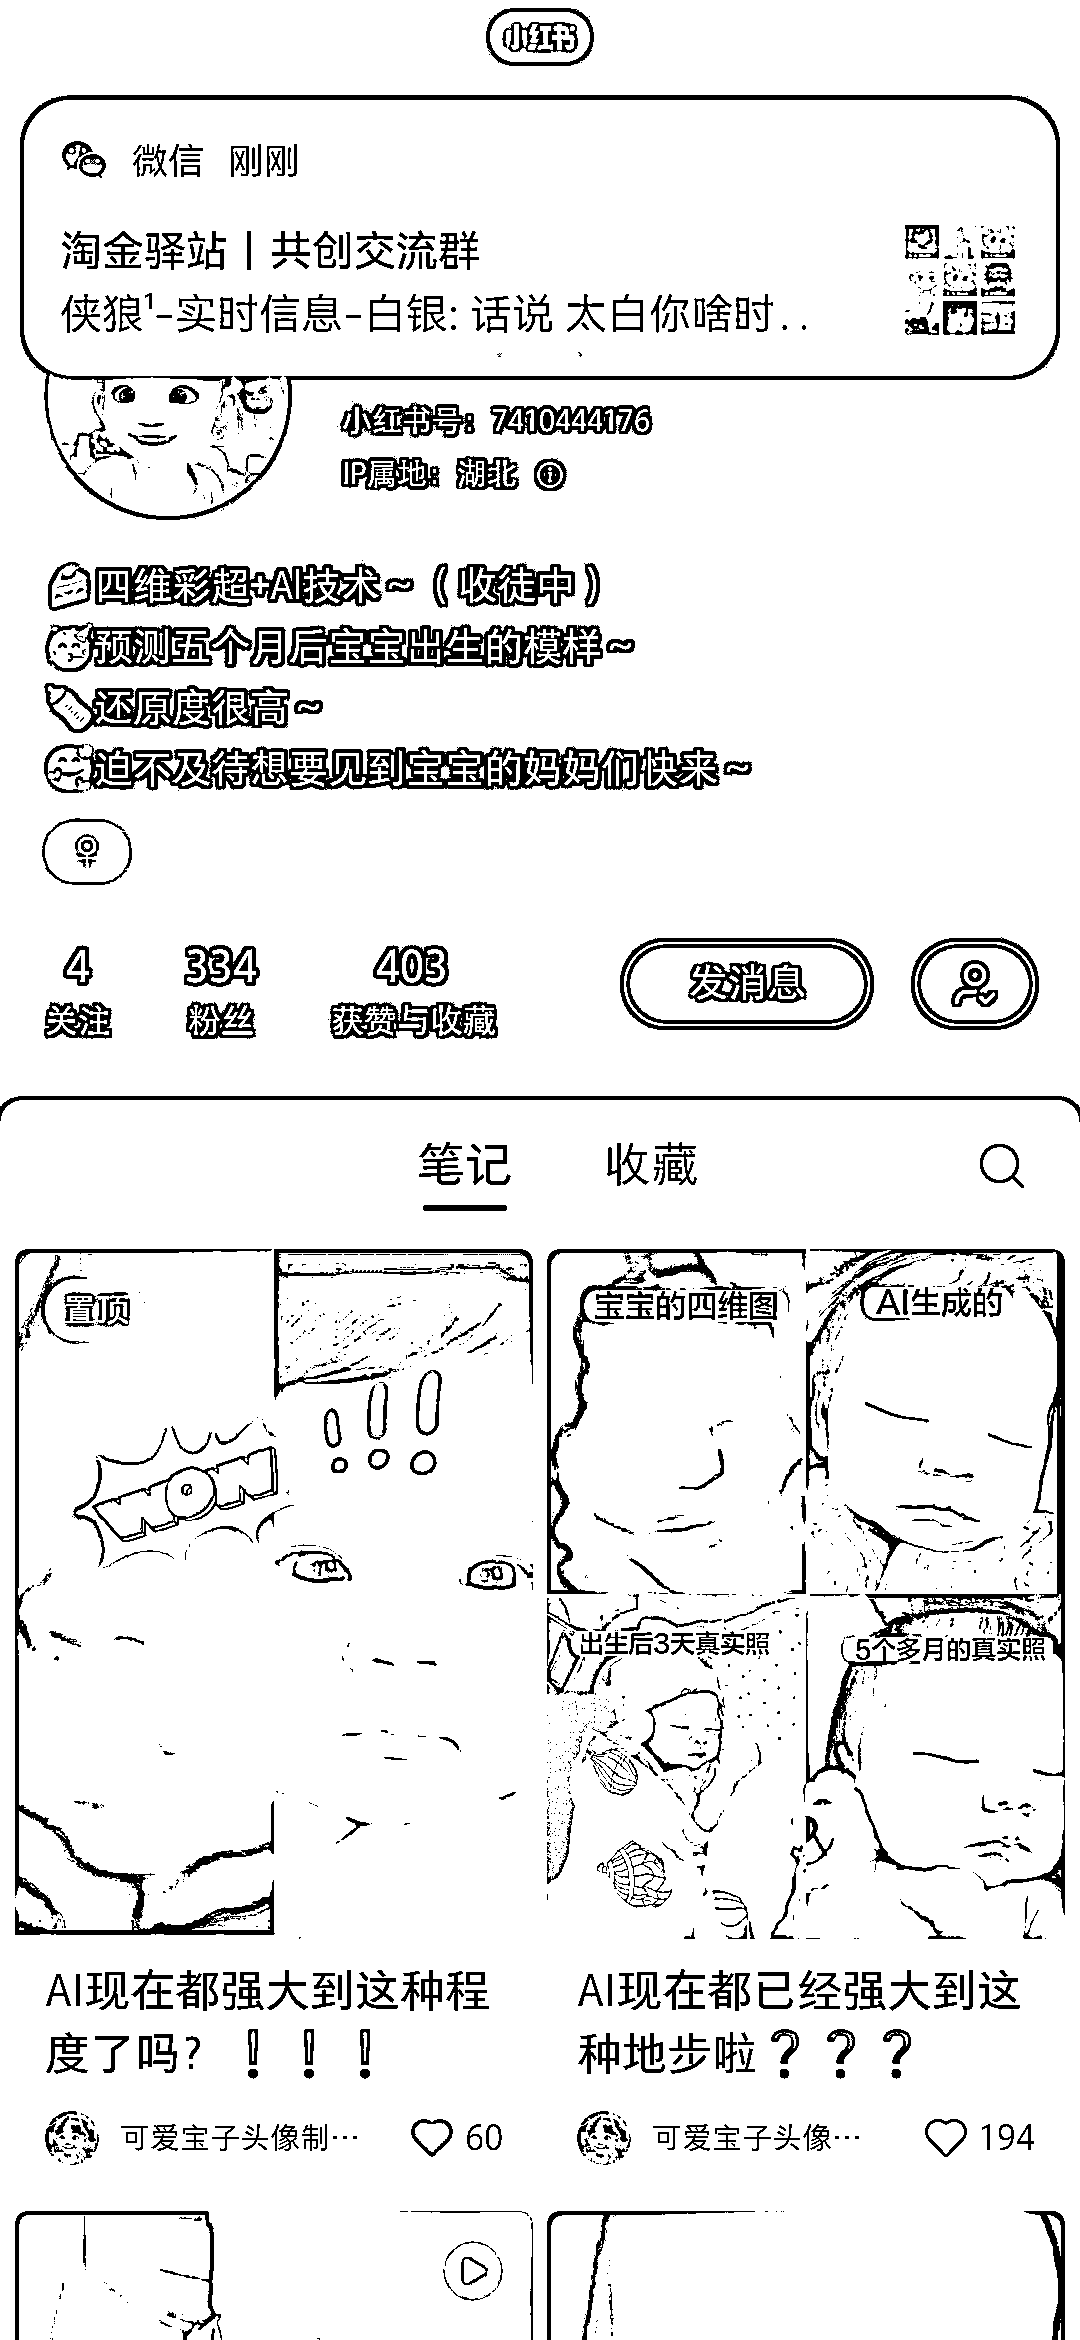 小红书
微信 刚刚
淘金驿站丨共创交流群
侠狼¹-实时信息-白银: 话说 太白你啥时..
小红书号：7410444176
IP属地：湖北
四维彩超+AI技术～（收徒中）
预测五个月后宝宝出生的模样～
还原度很高～
迫不及待想要见到宝宝的妈妈们快来～
4 334 403
关注 粉丝 获赞与收藏
发消息
笔记 收藏
置顶
WOW
!!!
宝宝的四维图
AI生成的
出生后3天真实照
5个多月的真实照
AI现在都强大到这种程
度了吗？❗❗❗
可爱宝子头像制… 60
AI现在都已经强大到这
种地步啦❓❓❓
可爱宝子头像… 194